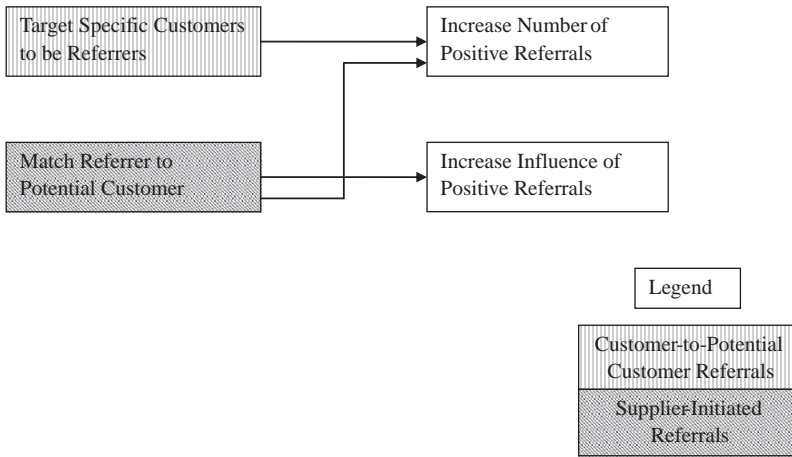 Target Specific Customers
to be Referrers
Increase Number of
Positive Referrals
Match Referrer to
Potential Customer
Increase Influence of
Positive Referrals
Legend
Customer-to-Potential
Customer Referrals
Supplier-Initiated
Referrals